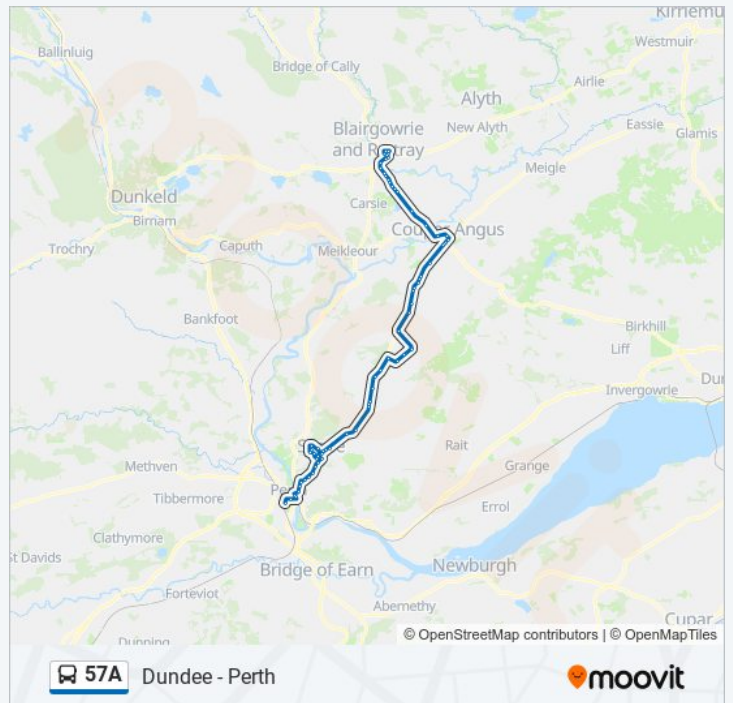 Kirriemu
Ballinluig
Westmuir
Bridge of Cally
Airlie
Alyth
Blairgowrie
and Rattray
New Alyth
Eassie
Glamis
Meigle
Dunkeld
Carsie
Birnam
Coupar Angus
Trochry
Caputh
Meikleour
Bankfoot
Birkhill
Liff
Dun
Invergowrie
Scone
Rait
Methven
Grange
Perth
Tibbermore
Errol
Clathymore
St Davids
Bridge of Earn
Newburgh
Forteviot
Abernethy
Cupar
Dunning
© OpenStreetMap contributors | © OpenMapTiles
57A Dundee - Perth
moovit